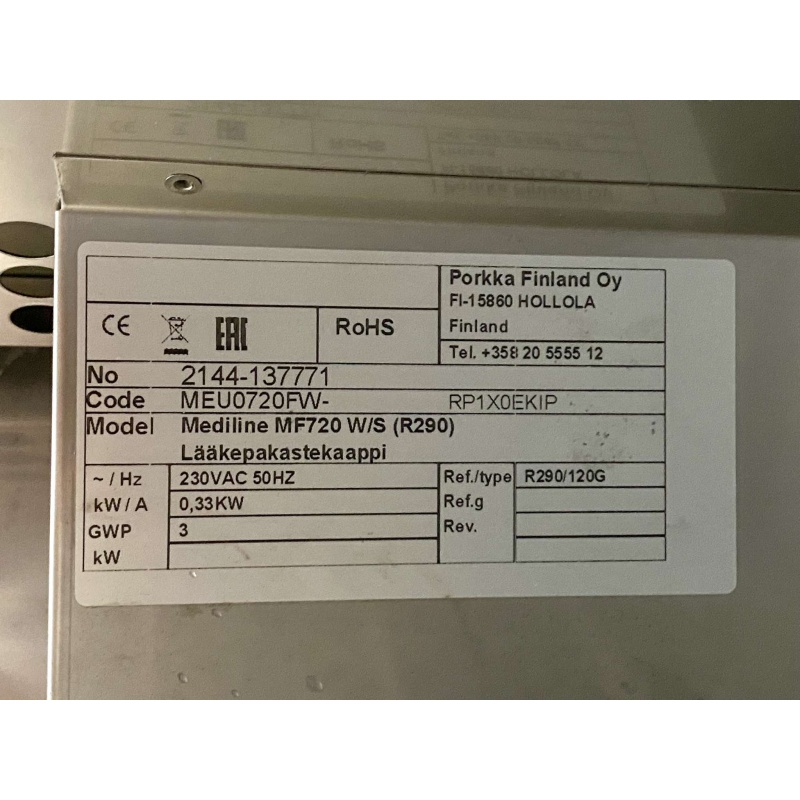 Porkka Finland Oy
FI-15860 HOLLOLA
Finland
Tel. +358 20 5555 12
CE EAC RoHS
No 2144-137771
Code MEU0720FW- RP1X0EKIP
Model Mediline MF720 W/S (R290)
Lääkepakastekaappi
~ / Hz 230VAC 50HZ Ref./type R290/120G
kW / A 0,33KW Ref.g
GWP 3 Rev.
kW